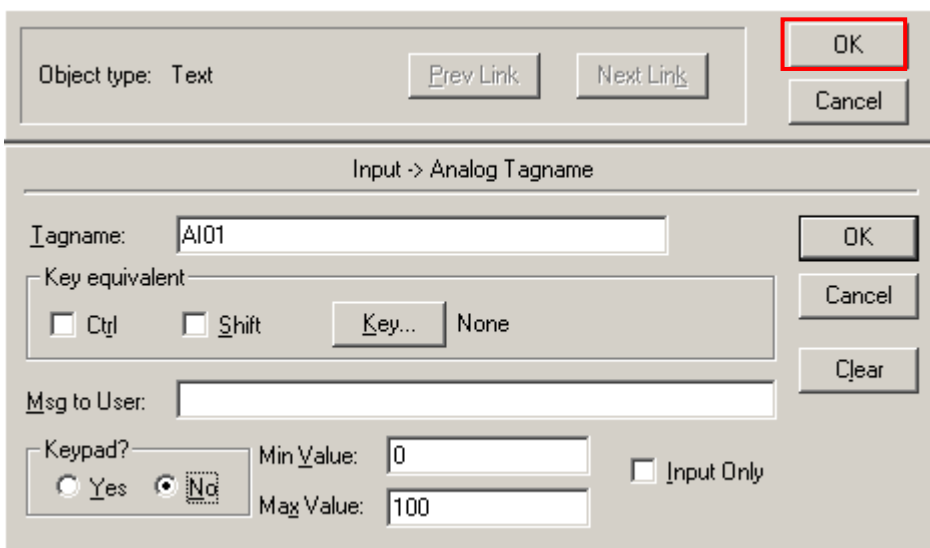 Object type: Text Prev Link Next Link OK
Cancel
Input -> Analog Tagname
Tagname: AI01 OK
Key equivalent
Ctrl Shift Key... None Cancel
Clear
Msg to User:
Keypad? Min Value: 0
Yes No Input Only
Max Value: 100